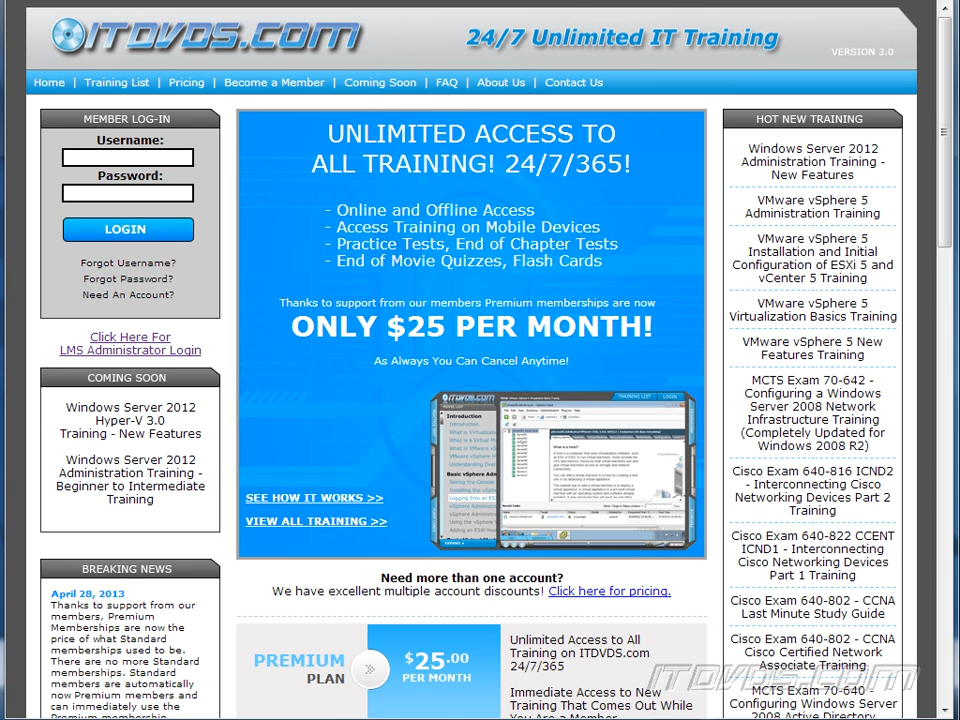 ITDVDS.COM
24/7 Unlimited IT Training
VERSION 3.0
Home | Training List | Pricing | Become a Member | Coming Soon | FAQ | About Us | Contact Us
MEMBER LOG-IN
Username:
Password:
LOGIN
Forgot Username?
Forgot Password?
Need An Account?
Click Here For
LMS Administrator Login
COMING SOON
Windows Server 2012
Hyper-V 3.0
Training - New Features
Windows Server 2012
Administration Training -
Beginner to Intermediate
Training
BREAKING NEWS
April 28, 2013
Thanks to support from our
members, Premium
Memberships are now the
price of what Standard
memberships used to be.
There are no more Standard
memberships. Standard
members are automatically
now Premium members and
can immediately use the
Premium membership
UNLIMITED ACCESS TO
ALL TRAINING! 24/7/365!
- Online and Offline Access
- Access Training on Mobile Devices
- Practice Tests, End of Chapter Tests
- End of Movie Quizzes, Flash Cards
Thanks to support from our members Premium memberships are now
ONLY $25 PER MONTH!
As Always You Can Cancel Anytime!
SEE HOW IT WORKS >>
VIEW ALL TRAINING >>
ITDVDS.COM
TRAINING LIST
LOGIN
Introduction
Need more than one account?
We have excellent multiple account discounts! Click here for pricing.
PREMIUM
PLAN
$25.00
PER MONTH
Unlimited Access to All
Training on ITDVDS.com
24/7/365
Immediate Access to New
Training That Comes Out While
You Are a Member
HOT NEW TRAINING
Windows Server 2012
Administration Training -
New Features
VMware vSphere 5
Administration Training
VMware vSphere 5
Installation and Initial
Configuration of ESXi 5 and
vCenter 5 Training
VMware vSphere 5
Virtualization Basics Training
VMware vSphere 5 New
Features Training
MCTS Exam 70-642 -
Configuring a Windows
Server 2008 Network
Infrastructure Training
(Completely Updated for
Windows 2008 R2)
Cisco Exam 640-816 ICND2
- Interconnecting Cisco
Networking Devices Part 2
Training
Cisco Exam 640-822 CCENT
ICND1 - Interconnecting
Cisco Networking Devices
Part 1 Training
Cisco Exam 640-802 - CCNA
Last Minute Study Guide
Cisco Exam 640-802 - CCNA
Cisco Certified Network
Associate Training
MCTS Exam 70-640 -
Configuring Windows Server
2008 Active Directory
ITDVDS.COM